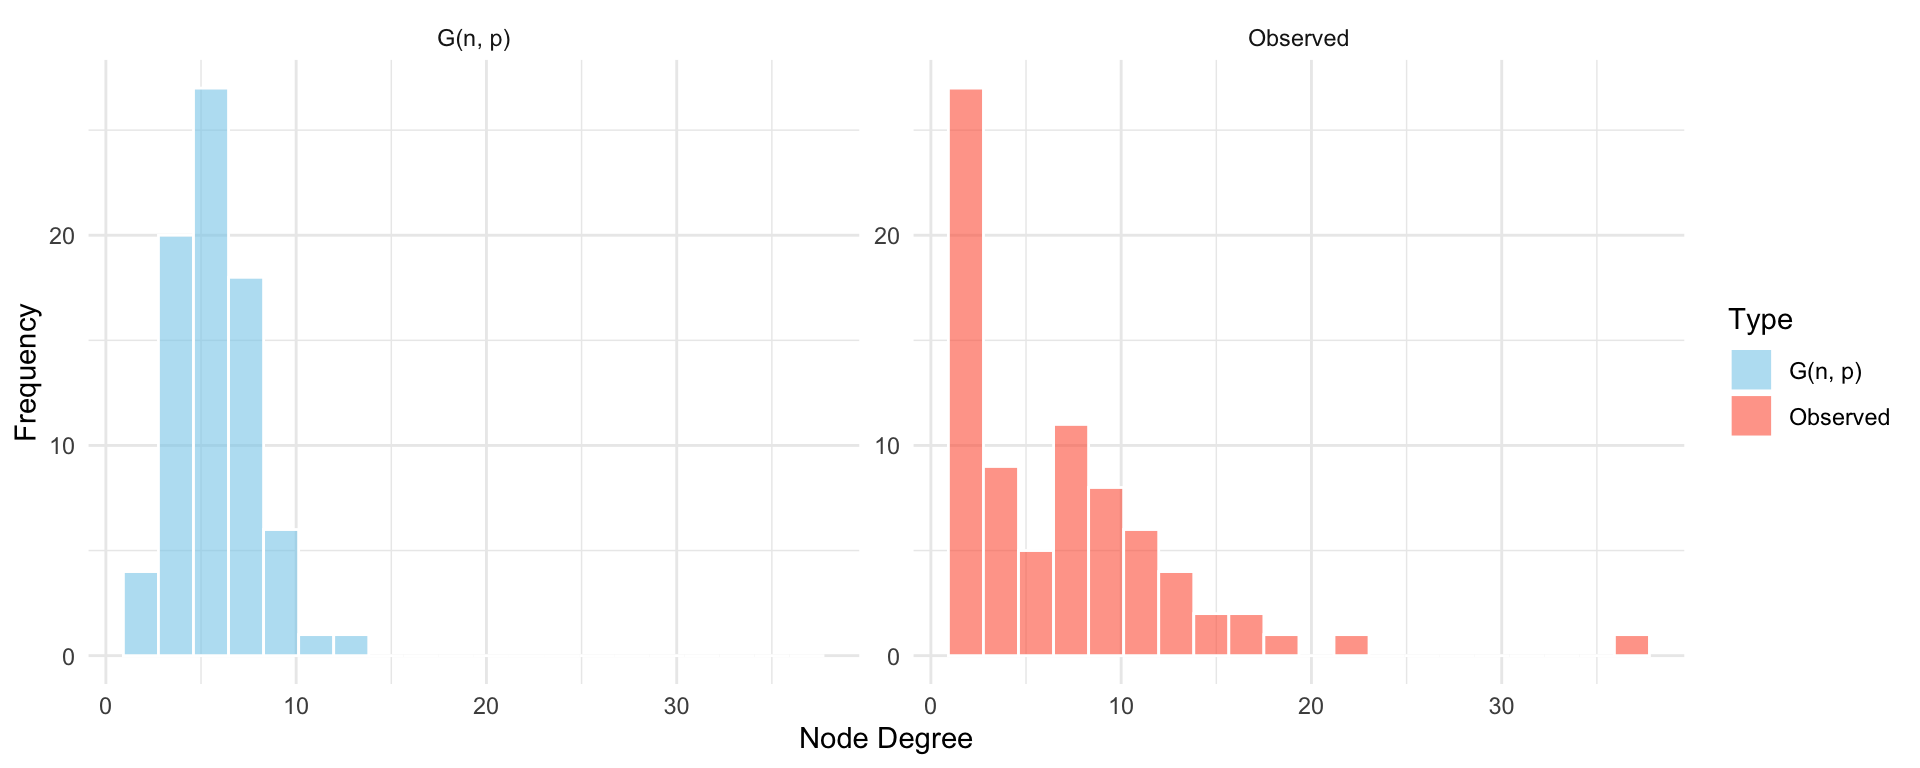 G(n, p)
Observed
Frequency
20
10
0
0 10 20 30
20
10
0
0 10 20 30
Node Degree
Type
G(n, p)
Observed